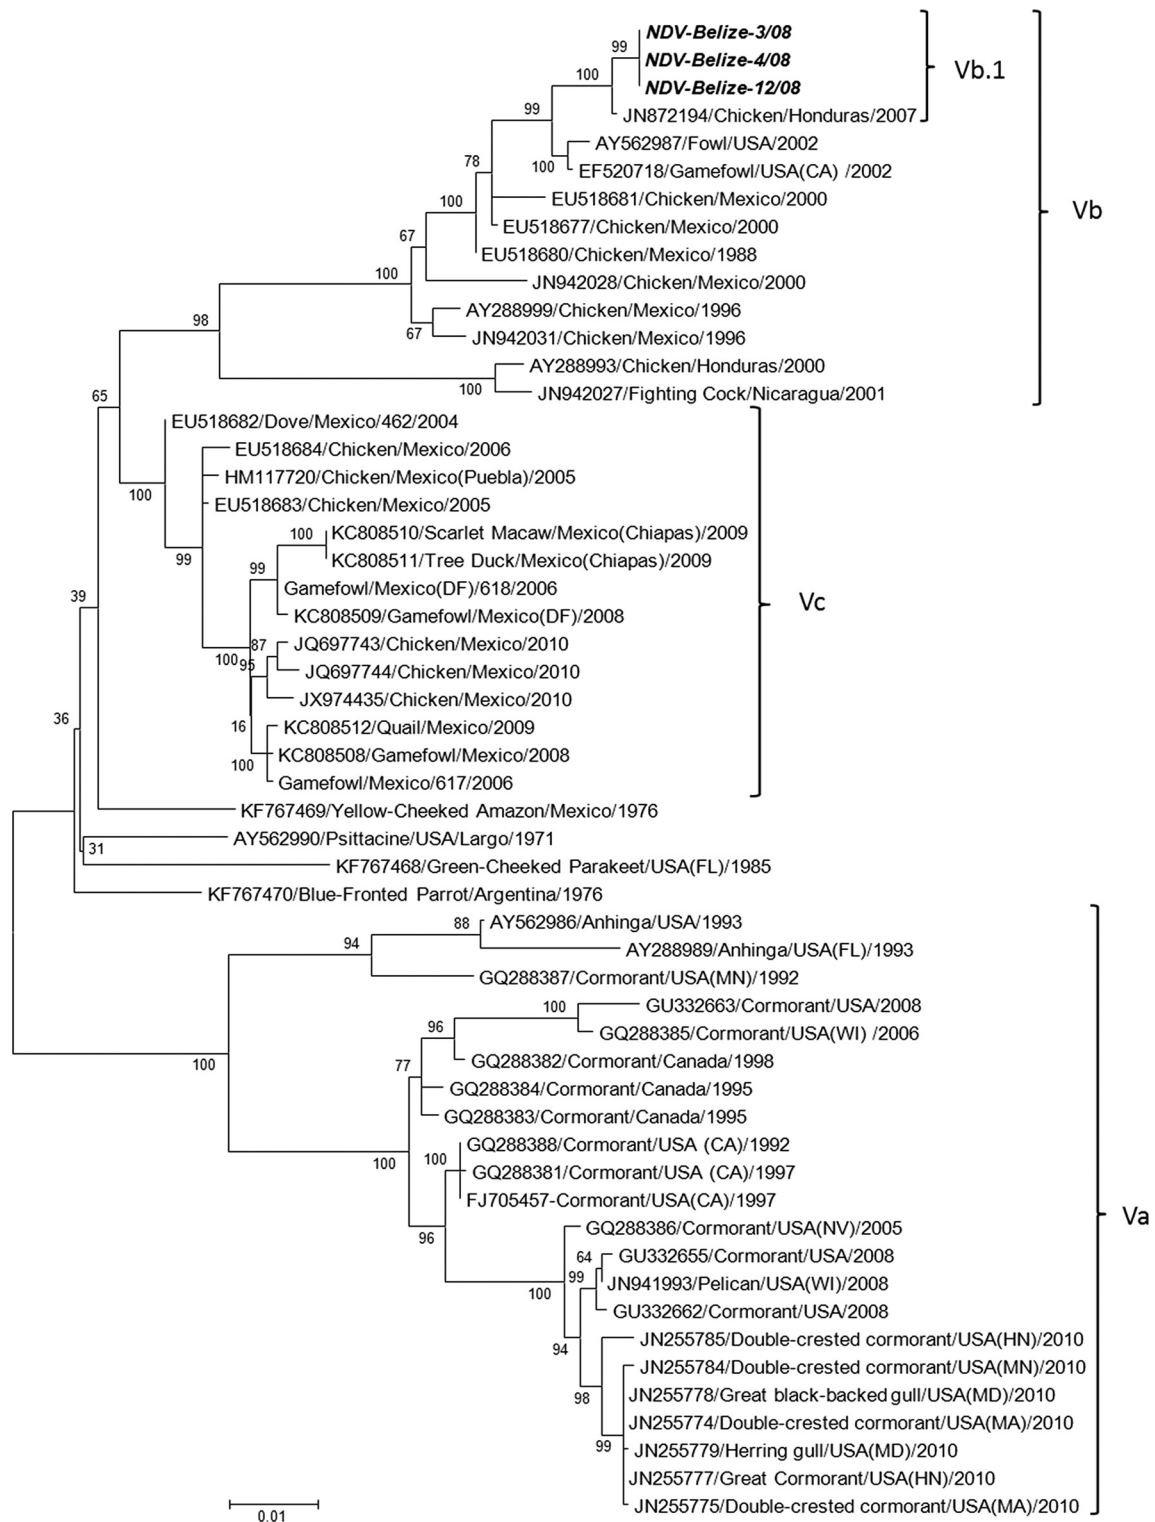 NDV-Belize-3/08
99
NDV-Belize-4/08
100
Vb.1
NDV-Belize-12/08
99
JN872194/Chicken/Honduras/2007
AY562987/Fowl/USA/2002
78
100
EF520718/Gamefowl/USA(CA) /2002
100
EU518681/Chicken/Mexico/2000
Vb
EU518677/Chicken/Mexico/2000
67
EU518680/Chicken/Mexico/1988
100
JN942028/Chicken/Mexico/2000
AY288999/Chicken/Mexico/1996
98
67
JN942031/Chicken/Mexico/1996
AY288993/Chicken/Honduras/2000
100
JN942027/Fighting Cock/Nicaragua/2001
65
EU518682/Dove/Mexico/462/2004
EU518684/Chicken/Mexico/2006
HM117720/Chicken/Mexico(Puebla)/2005
100
EU518683/Chicken/Mexico/2005
100
KC808510/Scarlet Macaw/Mexico(Chiapas)/2009
99
KC808511/Tree Duck/Mexico(Chiapas)/2009
99
Gamefowl/Mexico(DF)/618/2006
39
Vc
KC808509/Gamefowl/Mexico(DF)/2008
87
JQ697743/Chicken/Mexico/2010
100
95
JQ697744/Chicken/Mexico/2010
JX974435/Chicken/Mexico/2010
36
16
KC808512/Quail/Mexico/2009
KC808508/Gamefowl/Mexico/2008
100
Gamefowl/Mexico/617/2006
KF767469/Yellow-Cheeked Amazon/Mexico/1976
AY562990/Psittacine/USA/Largo/1971
31
KF767468/Green-Cheeked Parakeet/USA(FL)/1985
KF767470/Blue-Fronted Parrot/Argentina/1976
88
AY562986/Anhinga/USA/1993
94
AY288989/Anhinga/USA(FL)/1993
GQ288387/Cormorant/USA(MN)/1992
100
GU332663/Cormorant/USA/2008
96
GQ288385/Cormorant/USA(WI) /2006
100
77
GQ288382/Cormorant/Canada/1998
GQ288384/Cormorant/Canada/1995
GQ288383/Cormorant/Canada/1995
GQ288388/Cormorant/USA (CA)/1992
100
100
GQ288381/Cormorant/USA (CA)/1997
FJ705457-Cormorant/USA(CA)/1997
Va
96
GQ288386/Cormorant/USA(NV)/2005
64
GU332655/Cormorant/USA/2008
99
JN941993/Pelican/USA(WI)/2008
100
GU332662/Cormorant/USA/2008
JN255785/Double-crested cormorant/USA(HN)/2010
94
JN255784/Double-crested cormorant/USA(MN)/2010
98
JN255778/Great black-backed gull/USA(MD)/2010
JN255774/Double-crested cormorant/USA(MA)/2010
99
JN255779/Herring gull/USA(MD)/2010
JN255777/Great Cormorant/USA(HN)/2010
JN255775/Double-crested cormorant/USA(MA)/2010
0.01